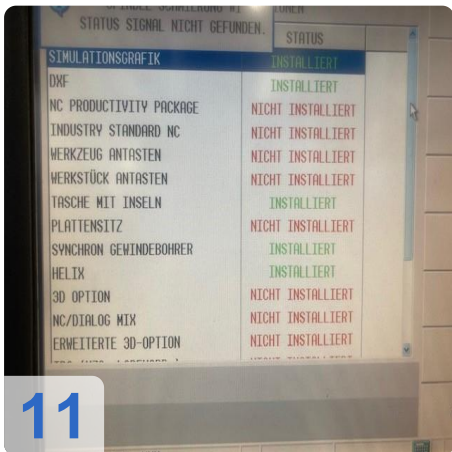 STATUS SIGNAL NICHT GEFUNDEN.
STATUS
SIMULATIONSGRAFIK INSTALLIERT
DXF INSTALLIERT
NC PRODUCTIVITY PACKAGE NICHT INSTALLIERT
INDUSTRY STANDARD NC NICHT INSTALLIERT
WERKZEUG ANTASTEN NICHT INSTALLIERT
WERKSTÜCK ANTASTEN NICHT INSTALLIERT
TASCHE MIT INSELN INSTALLIERT
PLATTENSITZ NICHT INSTALLIERT
SYNCHRON GEWINDEBOHRER INSTALLIERT
HELIX INSTALLIERT
3D OPTION NICHT INSTALLIERT
NC/DIALOG MIX NICHT INSTALLIERT
ERWEITERTE 3D-OPTION NICHT INSTALLIERT
11